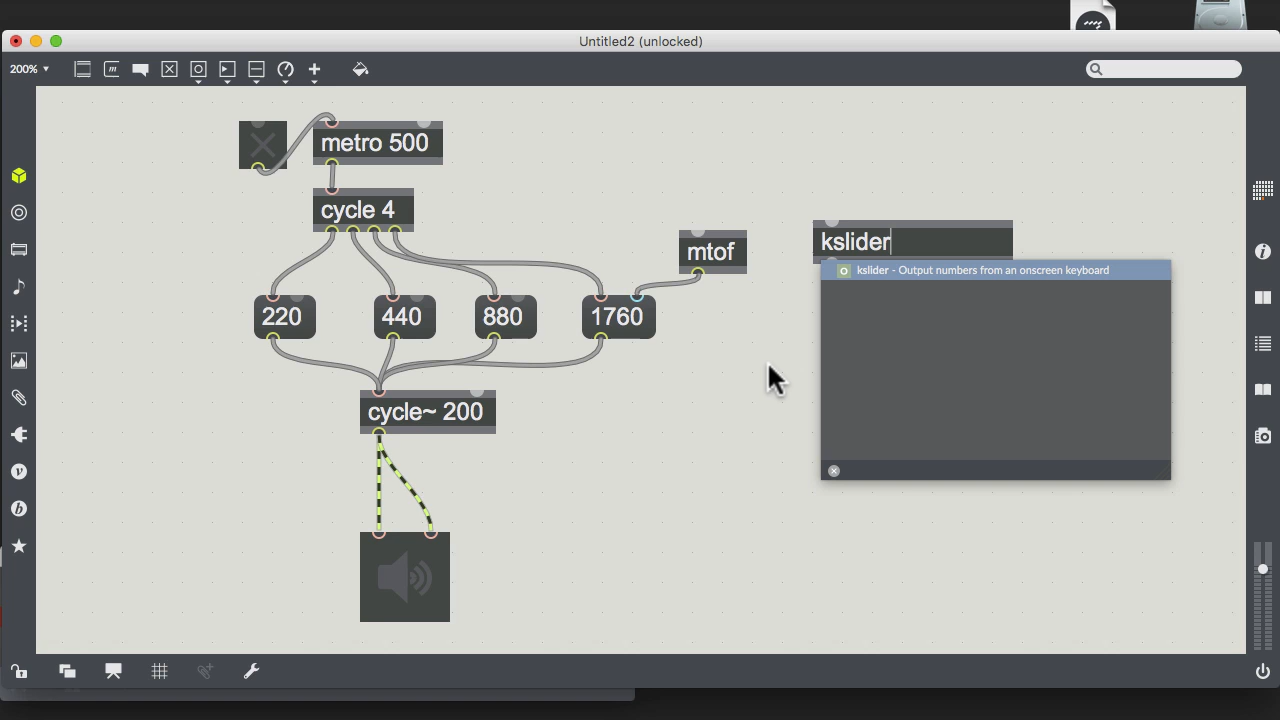 Untitled2 (unlocked)
200%
metro 500
cycle 4
mtof
kslider
kslider - Output numbers from an onscreen keyboard
220
440
880
1760
cycle~ 200